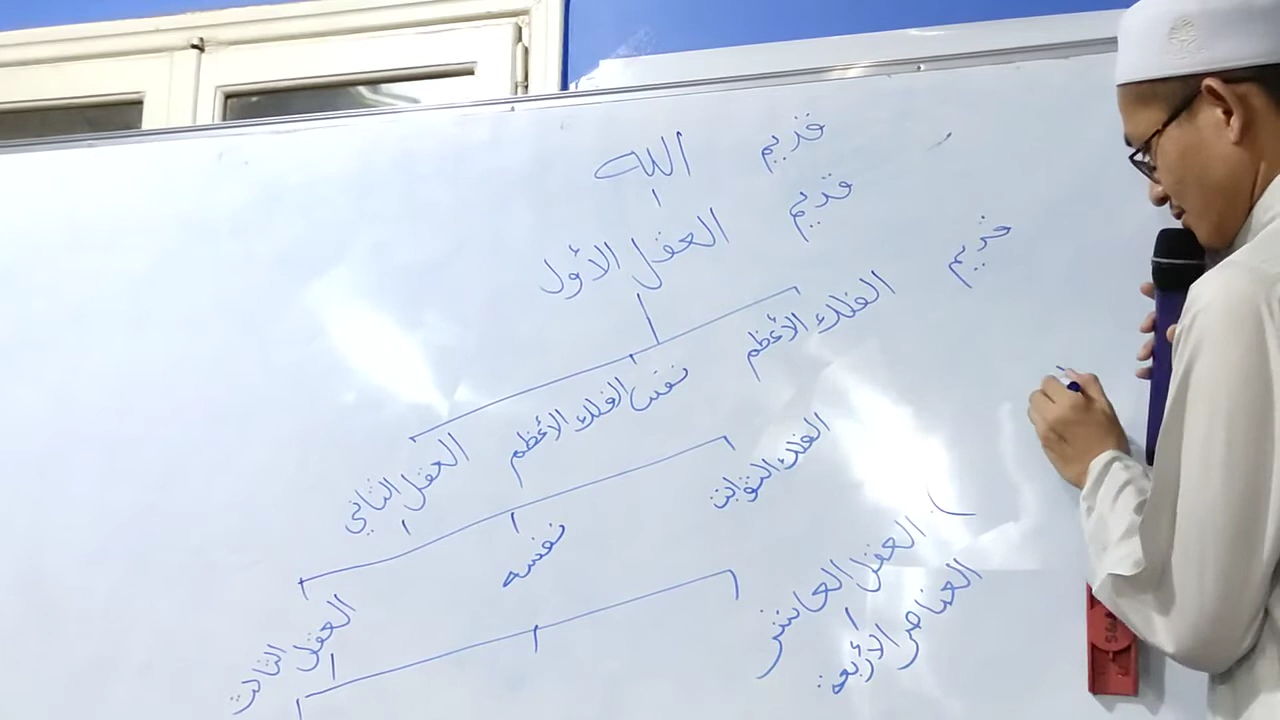 الله قديم
العقل الأول قديم
الفلك الأعظم قديم
نفس الفلك الأعظم
العقل الثاني
الفلك الثوابت
نفسه
العقل الثالث
العقل العاشر
العناصر الأربعة